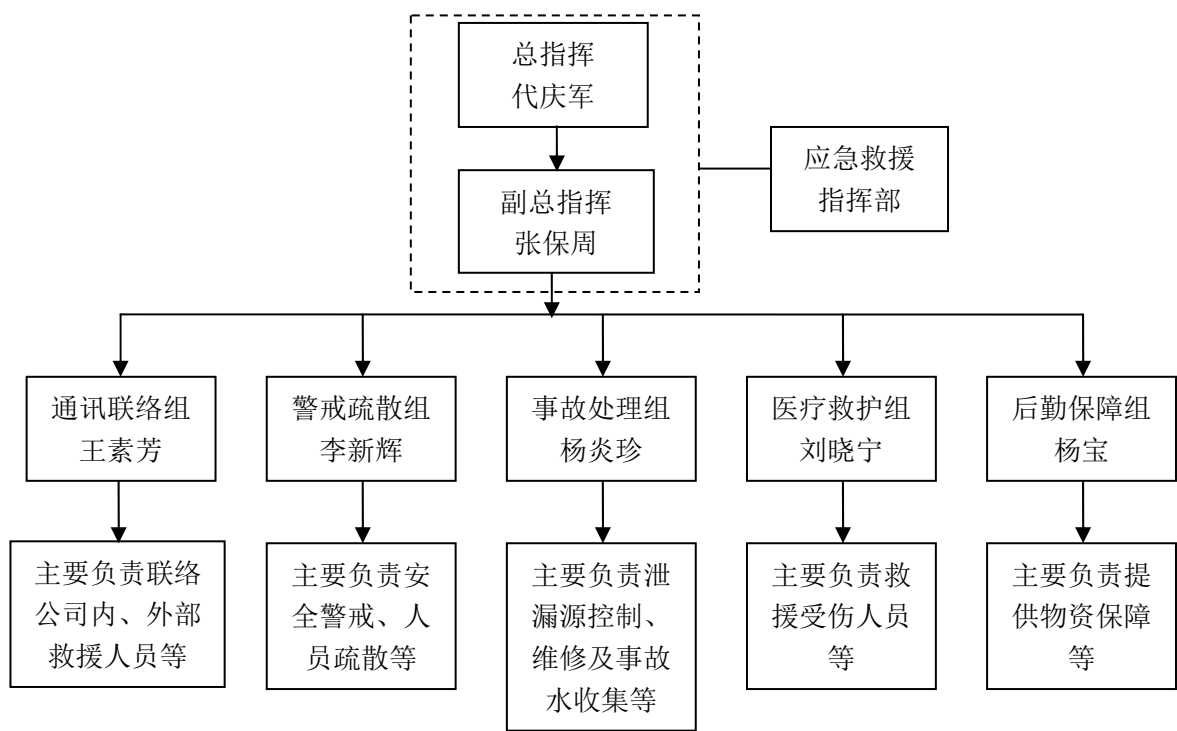 总指挥
代庆军
副总指挥
张保周
应急救援
指挥部
通讯联络组
王素芳
警戒疏散组
李新辉
事故处理组
杨炎珍
医疗救护组
刘晓宁
后勤保障组
杨宝
主要负责联络
公司内、外部
救援人员等
主要负责安
全警戒、人
员疏散等
主要负责泄
漏源控制、
维修及事故
水收集等
主要负责救
援受伤人员
等
主要负责提
供物资保障
等